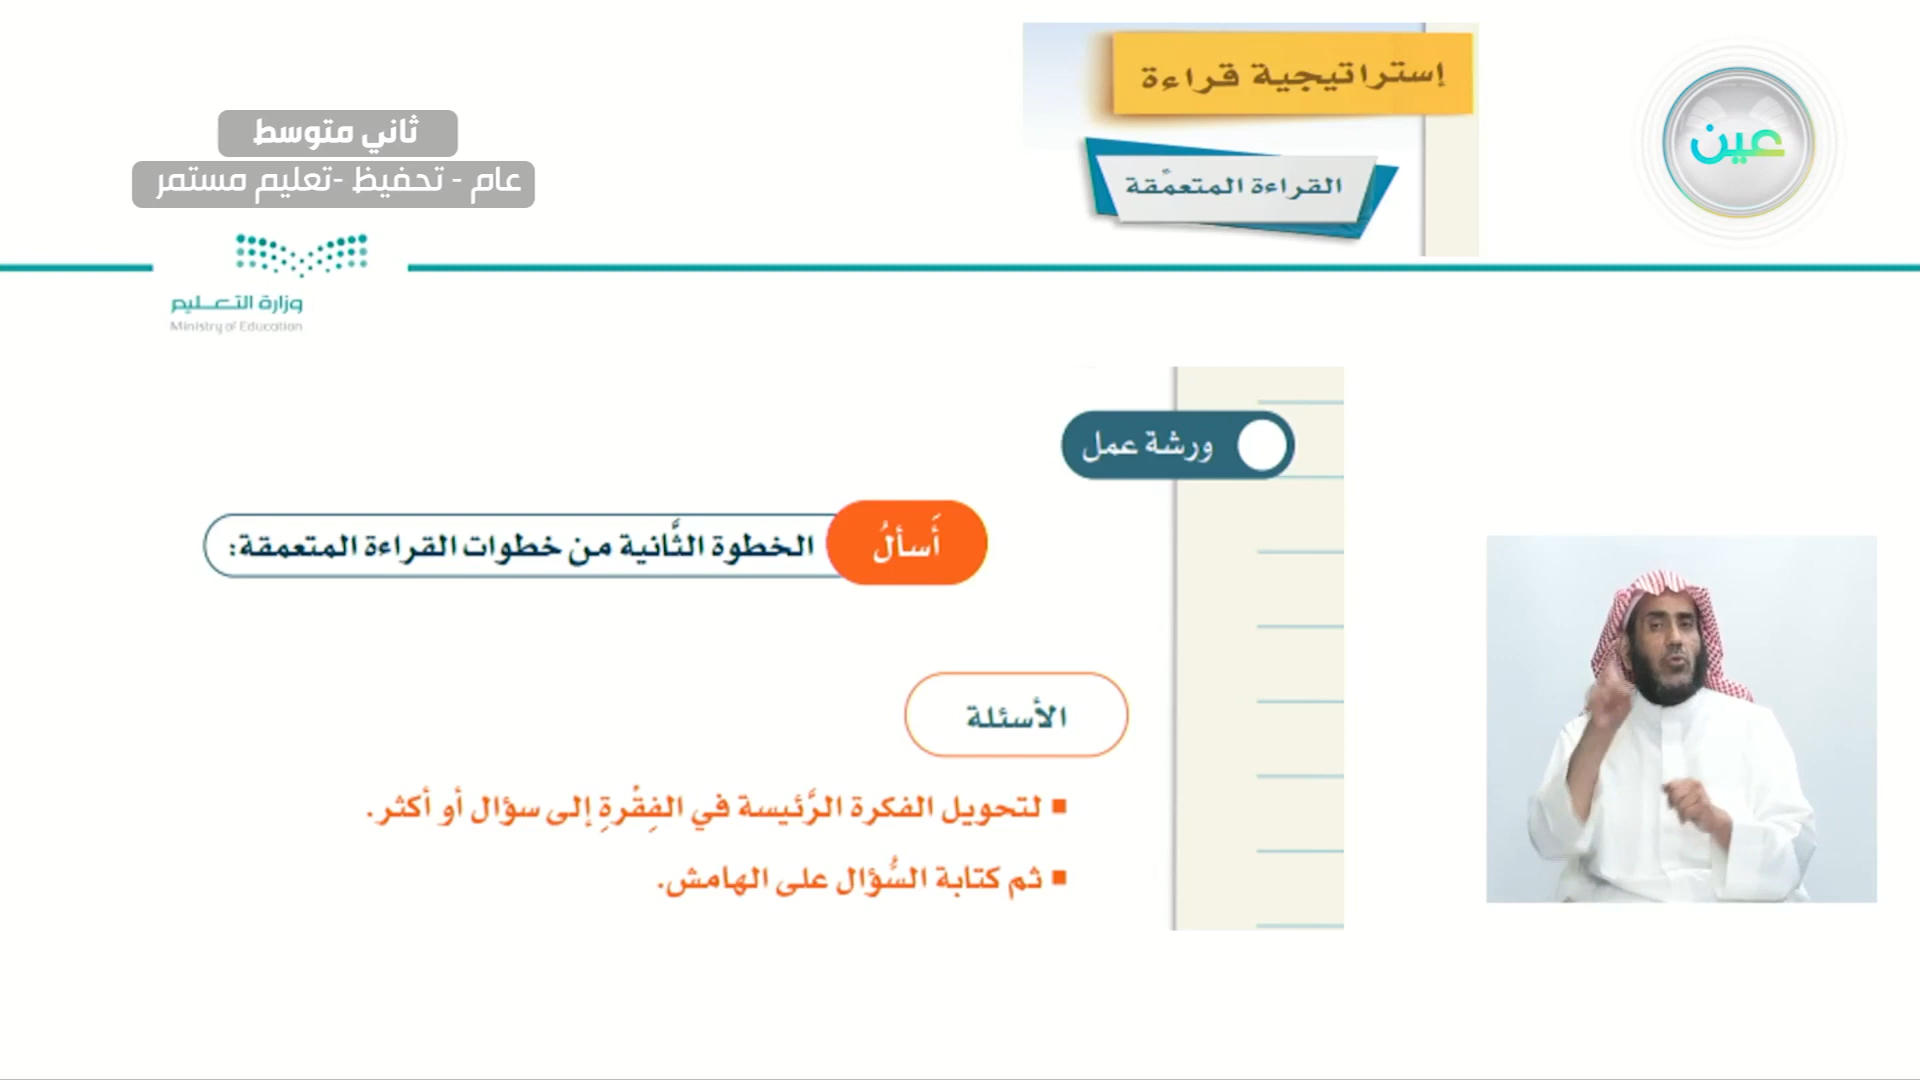 إستراتيجية قراءة
القراءة المتعمِّقة
عين
ثاني متوسط
عام - تحفيظ -تعليم مستمر
وزارة التعـــليم
Ministry of Education
ورشة عمل
أَسأَلُ
الخطوة الثَّانية من خطوات القراءة المتعمقة:
الأسئلة
▪ لتحويل الفكرة الرَّئيسة في الفِقْرةِ إلى سؤال أو أكثر.
▪ ثم كتابة السُّؤال على الهامش.